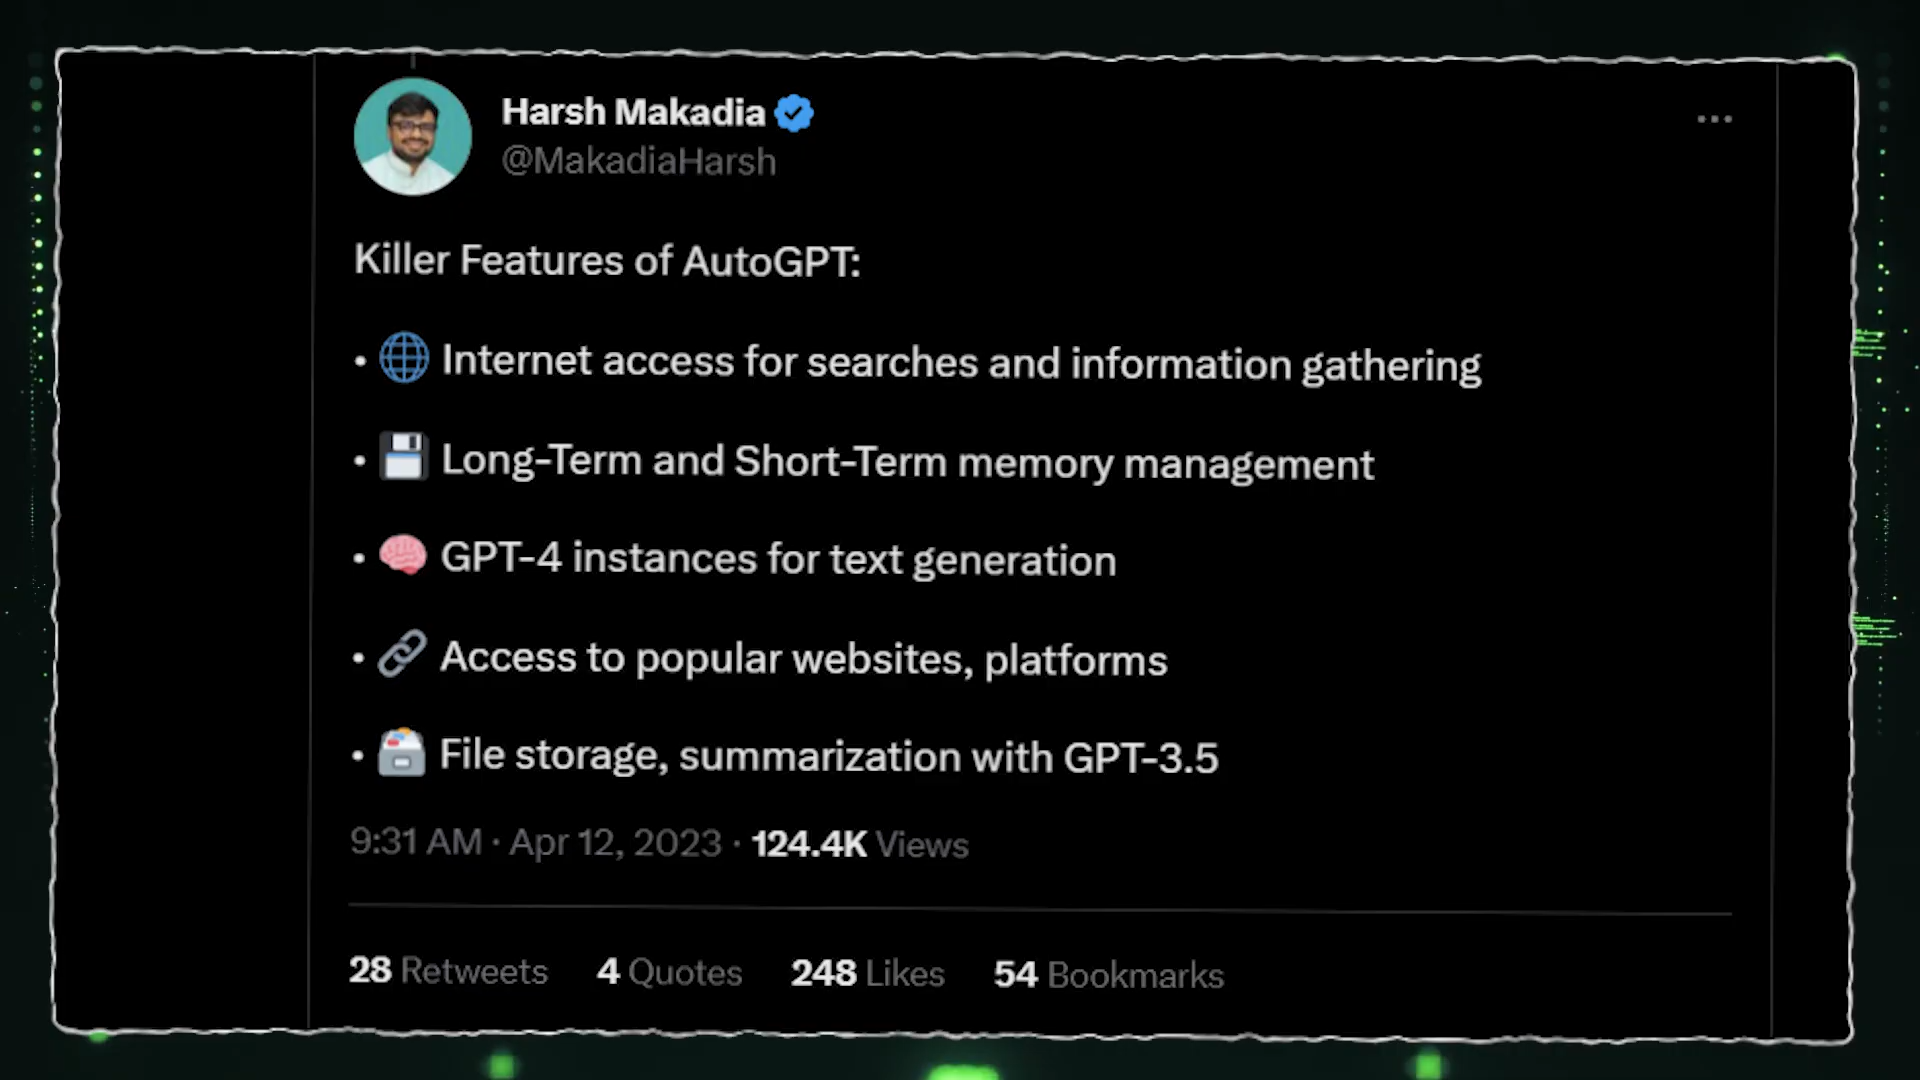 Harsh Makadia
@MakadiaHarsh
Killer Features of AutoGPT:
• 🌐 Internet access for searches and information gathering
• 💾 Long-Term and Short-Term memory management
• 🧠 GPT-4 instances for text generation
• 🔗 Access to popular websites, platforms
• 🗃️ File storage, summarization with GPT-3.5
9:31 AM · Apr 12, 2023 · 124.4K Views
28 Retweets 4 Quotes 248 Likes 54 Bookmarks